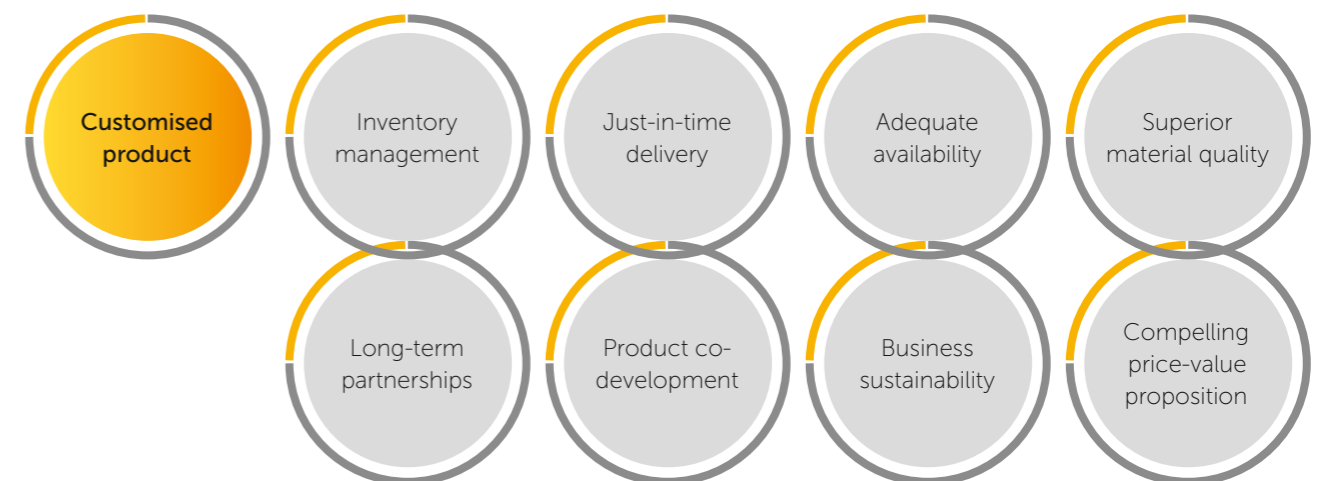 Customised
product
Inventory
management
Just-in-time
delivery
Adequate
availability
Superior
material quality
Long-term
partnerships
Product co-
development
Business
sustainability
Compelling
price-value
proposition